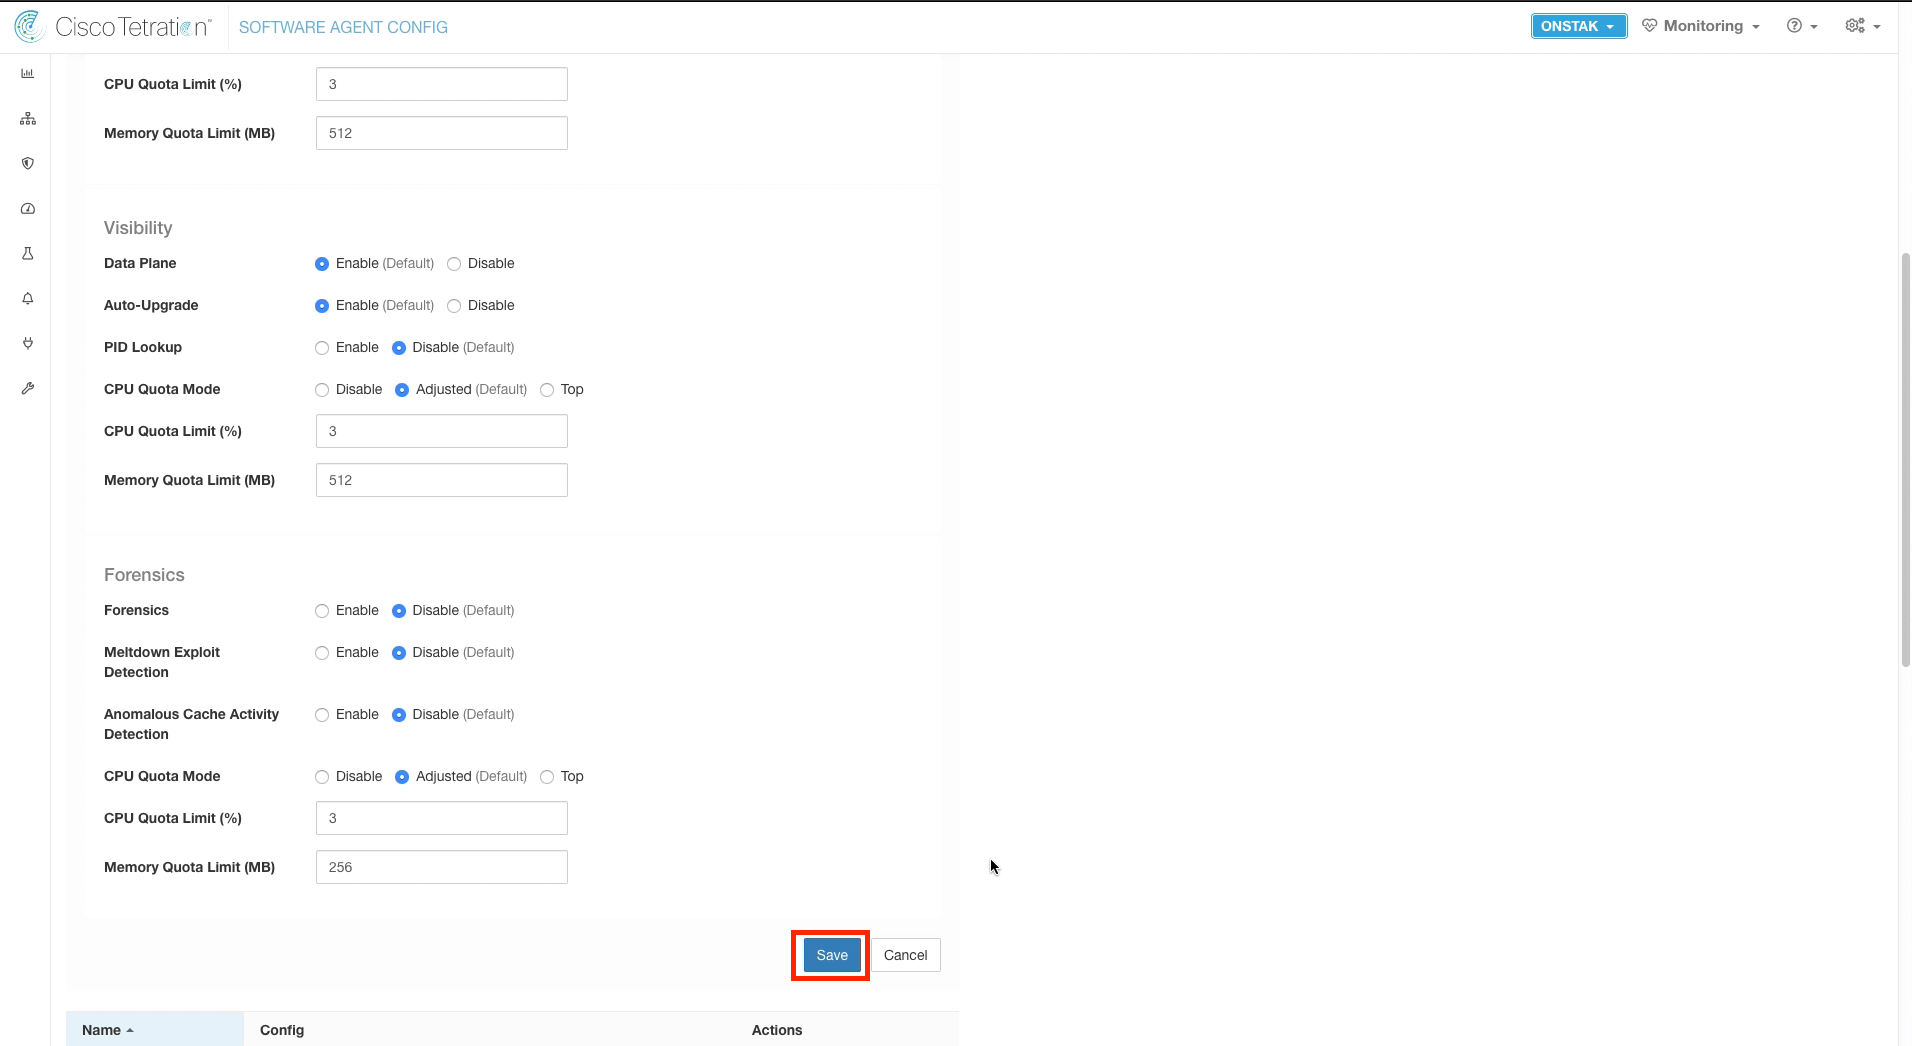 Cisco Tetration™ SOFTWARE AGENT CONFIG ONSTAK Monitoring
CPU Quota Limit (%) 3
Memory Quota Limit (MB) 512
Visibility
Data Plane Enable (Default) Disable
Auto-Upgrade Enable (Default) Disable
PID Lookup Enable Disable (Default)
CPU Quota Mode Disable Adjusted (Default) Top
CPU Quota Limit (%) 3
Memory Quota Limit (MB) 512
Forensics
Forensics Enable Disable (Default)
Meltdown Exploit Enable Disable (Default)
Detection
Anomalous Cache Activity Enable Disable (Default)
Detection
CPU Quota Mode Disable Adjusted (Default) Top
CPU Quota Limit (%) 3
Memory Quota Limit (MB) 256
Save Cancel
Name Config Actions